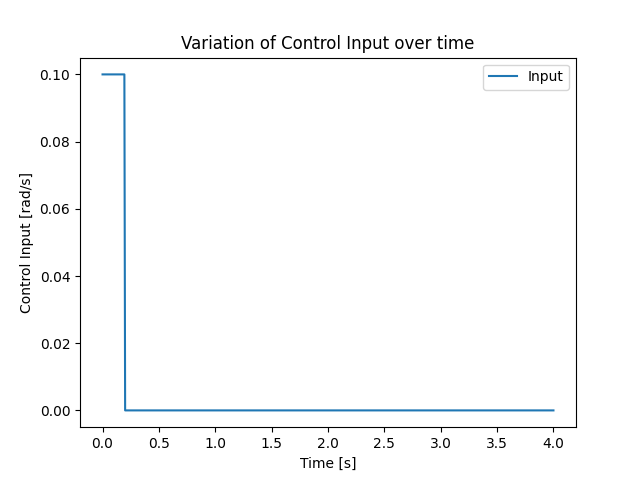 Variation of Control Input over time
Input
Control Input [rad/s]
0.10
0.08
0.06
0.04
0.02
0.00
0.0 0.5 1.0 1.5 2.0 2.5 3.0 3.5 4.0
Time [s]